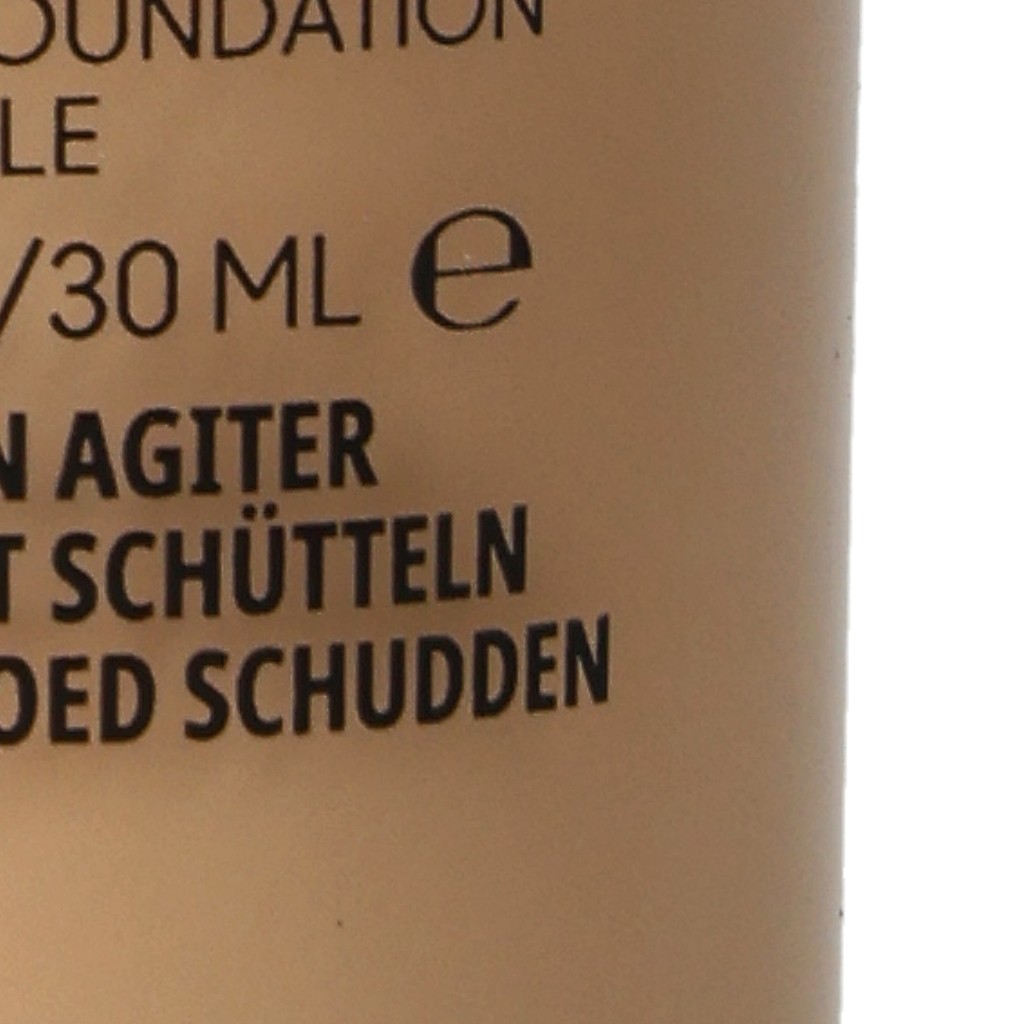 OUNDATION
LE
/30 ML e
N AGITER
T SCHÜTTELN
OED SCHUDDEN